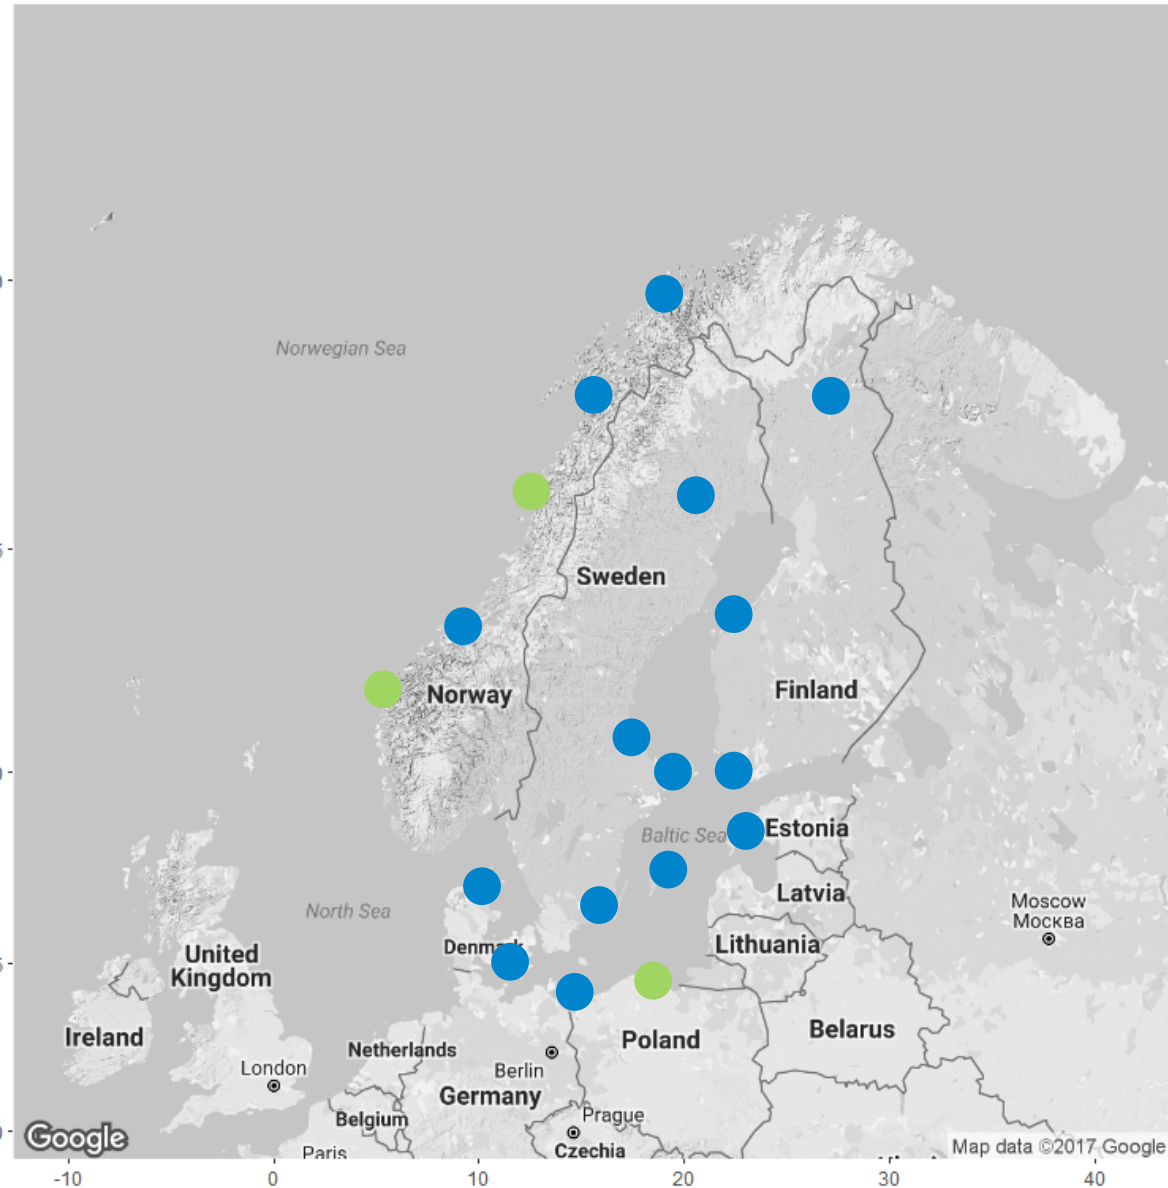 Norwegian Sea
Sweden
Norway
Finland
Baltic Sea
Estonia
Latvia
North Sea
Moscow
Москва
Denmark
Lithuania
United
Kingdom
Ireland
Belarus
Poland
Netherlands
London
Berlin
Germany
Belgium
Prague
Czechia
Paris
Google
Map data ©2017 Google
-10
0
10
20
30
40